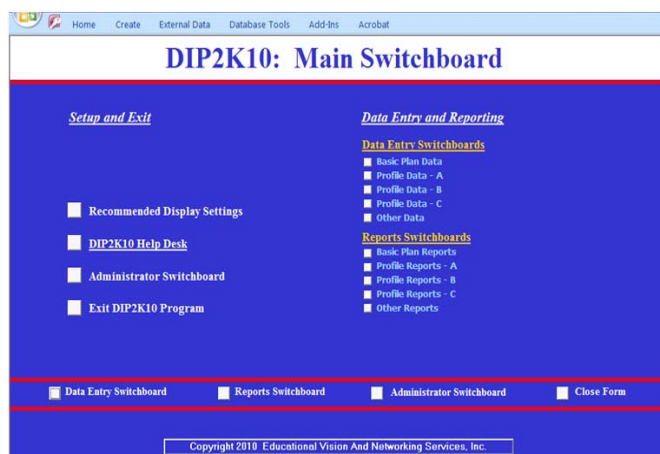 Home Create External Data Database Tools Add-Ins Acrobat
DIP2K10: Main Switchboard
Setup and Exit
Recommended Display Settings
DIP2K10 Help Desk
Administrator Switchboard
Exit DIP2K10 Program
Data Entry and Reporting
Data Entry Switchboards
Basic Plan Data
Profile Data - A
Profile Data - B
Profile Data - C
Other Data
Reports Switchboards
Basic Plan Reports
Profile Reports - A
Profile Reports - B
Profile Reports - C
Other Reports
Data Entry Switchboard Reports Switchboard Administrator Switchboard Close Form
Copyright 2010 Educational Vision And Networking Services, Inc.